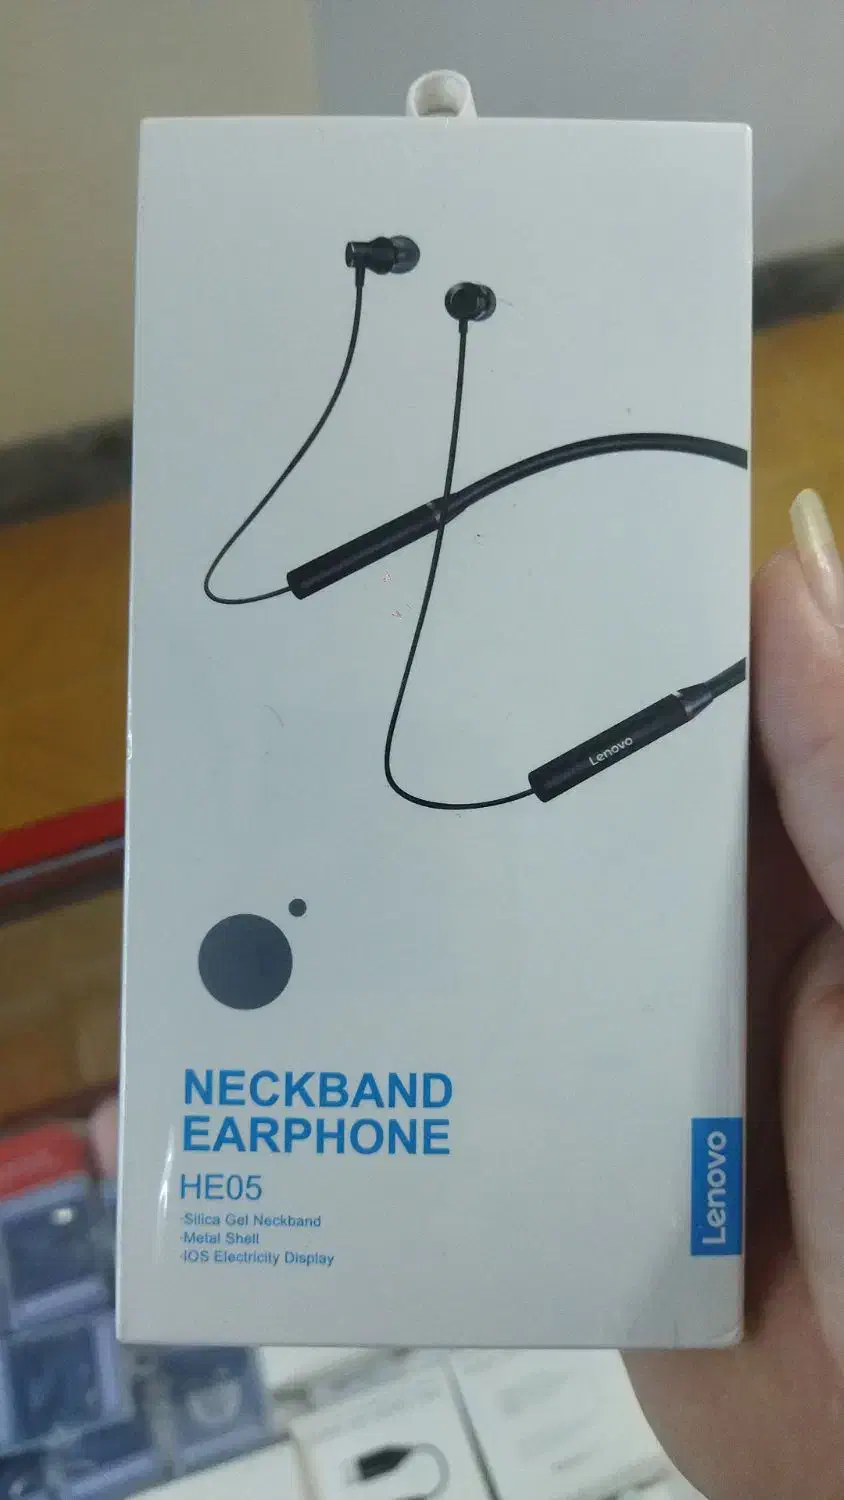 Lenovo
NECKBAND
EARPHONE
HE05
·Silica Gel Neckband
·Metal Shell
·IOS Electricity Display
Lenovo